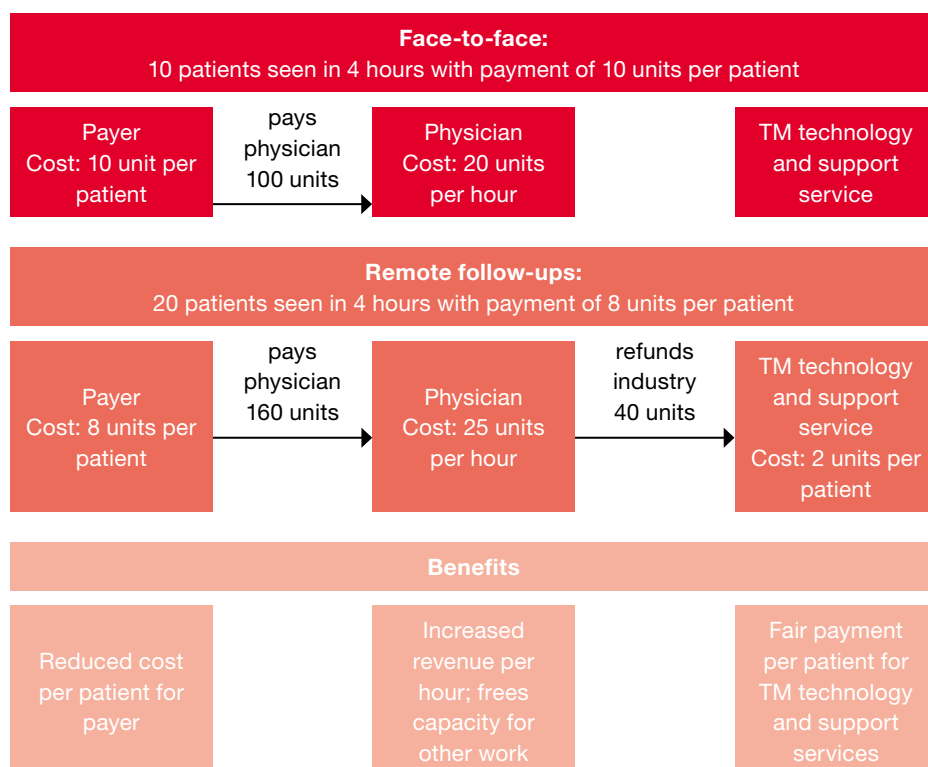 Face-to-face:
10 patients seen in 4 hours with payment of 10 units per patient
Payer
Cost: 10 unit per
patient
pays
physician
100 units
Physician
Cost: 20 units
per hour
TM technology
and support
service
Remote follow-ups:
20 patients seen in 4 hours with payment of 8 units per patient
Payer
Cost: 8 units per
patient
pays
physician
160 units
Physician
Cost: 25 units
per hour
refunds
industry
40 units
TM technology
and support
service
Cost: 2 units per
patient
Benefits
Reduced cost
per patient for
payer
Increased
revenue per
hour; frees
capacity for
other work
Fair payment
per patient for
TM technology
and support
services